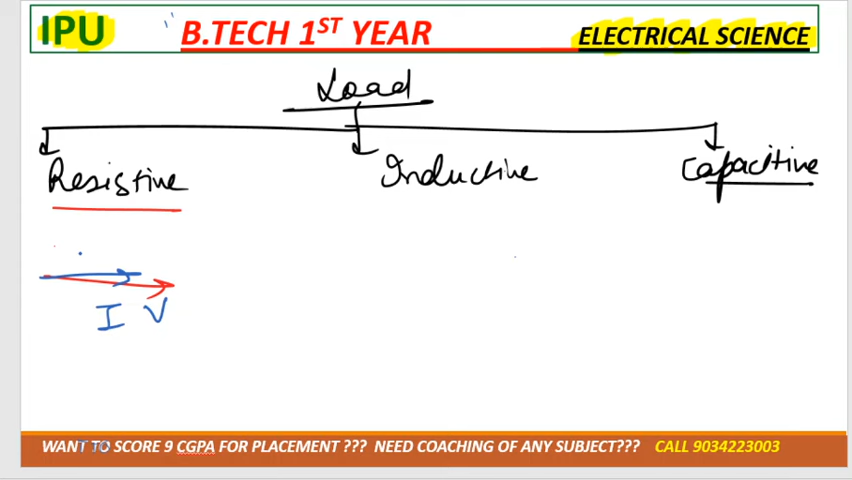 IPU B.TECH 1ST YEAR ELECTRICAL SCIENCE
Load
Resistive Inductive Capacitive
I V
WANT TO SCORE 9 CGPA FOR PLACEMENT ??? NEED COACHING OF ANY SUBJECT??? CALL 9034223003